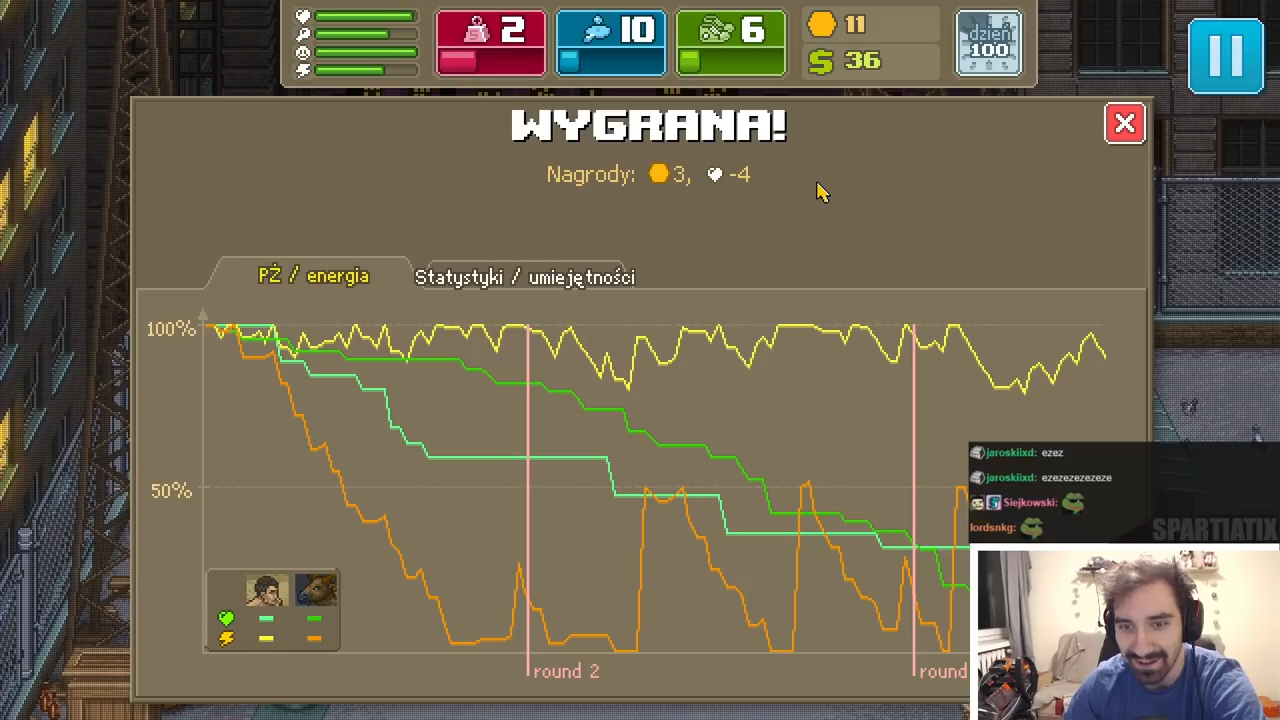 2
10
6
11
36
dzień
100
WYGRANA!
Nagrody: 3, -4
PŻ / energia
Statystyki / umiejętności
100%
50%
round 2
round
jaroskiixd: ezez
jaroskiixd: ezezezezezeze
Siejkowski:
lordsnkg:
SPARTIATIX